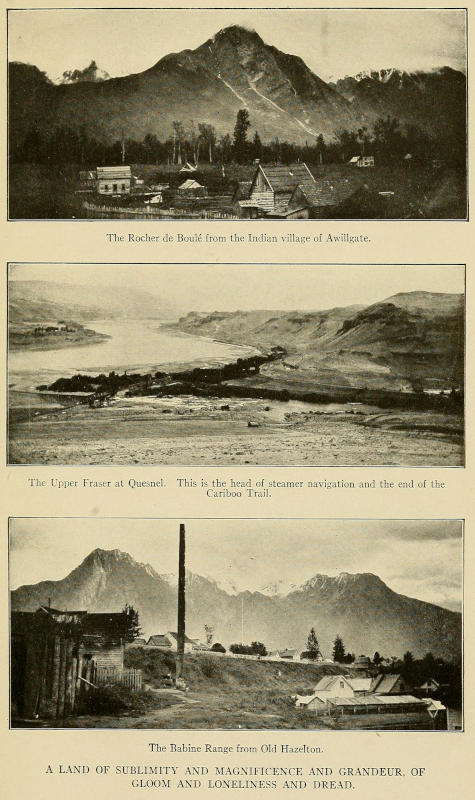 The Rocher de Boulé from the Indian village of Awillgate.
The Upper Fraser at Quesnel. This is the head of steamer navigation and the end of the
Cariboo Trail.
The Babine Range from Old Hazelton.
A LAND OF SUBLIMITY AND MAGNIFICENCE AND GRANDEUR, OF
GLOOM AND LONELINESS AND DREAD.